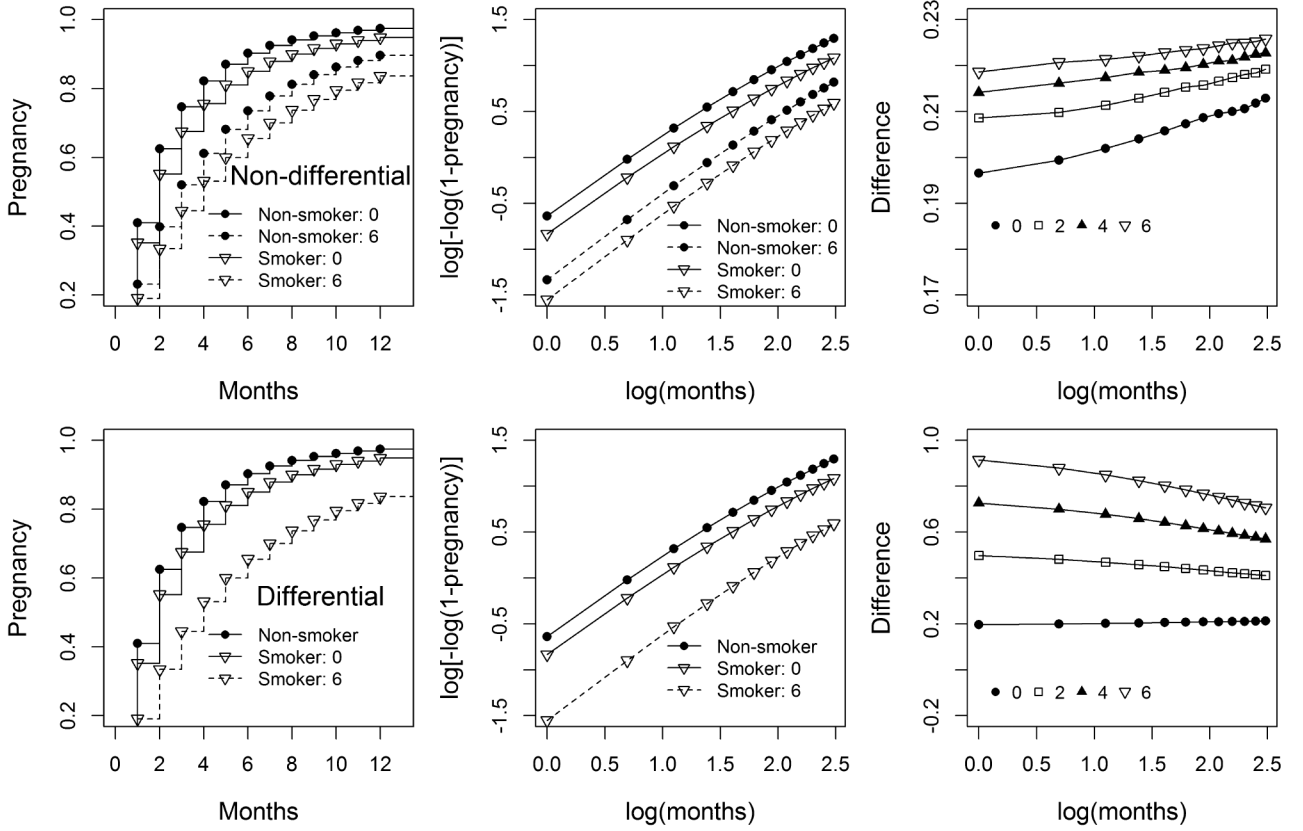 Pregnancy
1.0
0.8
0.6
0.4
0.2
Non-differential
Non-smoker: 0
Non-smoker: 6
Smoker: 0
Smoker: 6
0 2 4 6 8 10 12
Months
log[-log(1-pregnancy)]
1.5
0.5
-0.5
-1.5
Non-smoker: 0
Non-smoker: 6
Smoker: 0
Smoker: 6
0.0 0.5 1.0 1.5 2.0 2.5
log(months)
Difference
0.23
0.21
0.19
0.17
0 2 4 6
0.0 0.5 1.0 1.5 2.0 2.5
log(months)
Pregnancy
1.0
0.8
0.6
0.4
0.2
Differential
Non-smoker
Smoker: 0
Smoker: 6
0 2 4 6 8 10 12
Months
log[-log(1-pregnancy)]
1.5
0.5
-0.5
-1.5
Non-smoker
Smoker: 0
Smoker: 6
0.0 0.5 1.0 1.5 2.0 2.5
log(months)
Difference
1.0
0.6
0.2
-0.2
0 2 4 6
0.0 0.5 1.0 1.5 2.0 2.5
log(months)